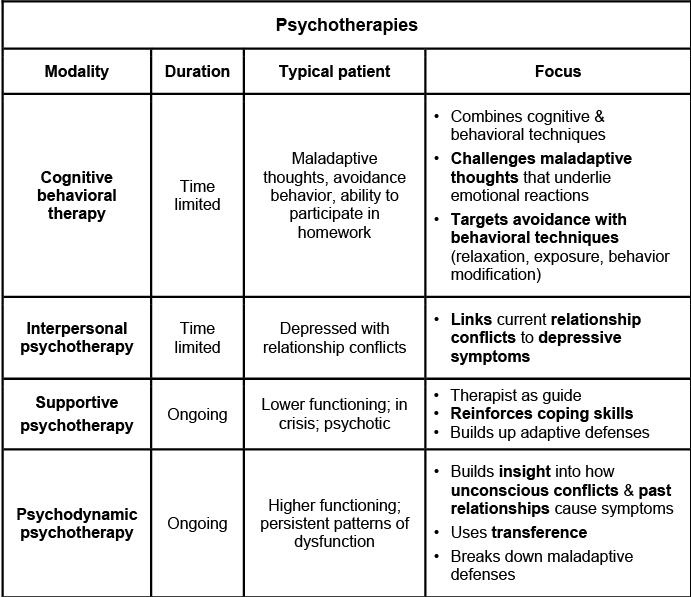 Psychotherapies
Modality
Duration
Typical patient
Focus
Cognitive
behavioral
therapy
Time
limited
Maladaptive
thoughts, avoidance
behavior, ability to
participate in
homework
• Combines cognitive &
behavioral techniques
• Challenges maladaptive
thoughts that underlie
emotional reactions
• Targets avoidance with
behavioral techniques
(relaxation, exposure, behavior
modification)
Interpersonal
psychotherapy
Time
limited
Depressed with
relationship conflicts
• Links current relationship
conflicts to depressive
symptoms
Supportive
psychotherapy
Ongoing
Lower functioning; in
crisis; psychotic
• Therapist as guide
• Reinforces coping skills
• Builds up adaptive defenses
Psychodynamic
psychotherapy
Ongoing
Higher functioning;
persistent patterns of
dysfunction
• Builds insight into how
unconscious conflicts & past
relationships cause symptoms
• Uses transference
• Breaks down maladaptive
defenses